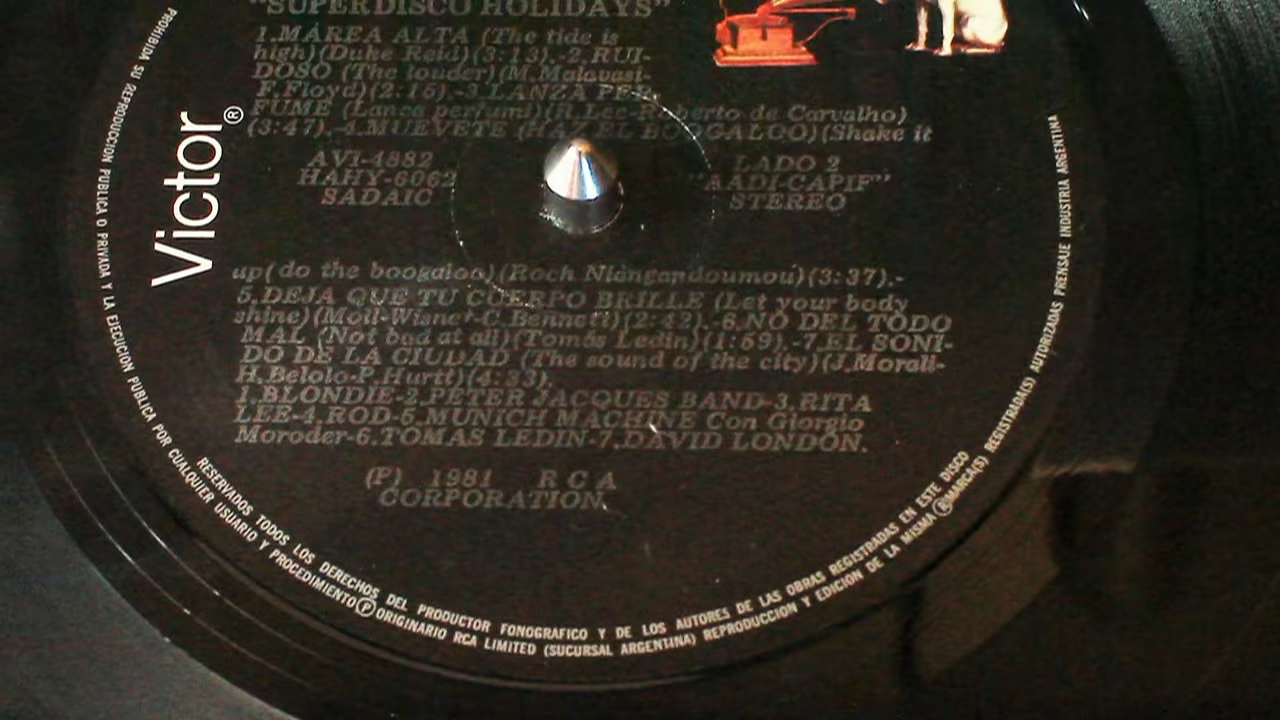 "SUPERDISCO HOLIDAYS"
1.MAREA ALTA (The tide is
high)(Duke Reid)(3:13).-2.RUI-
DOSO (The louder)(M.Malavasi-
F.Floyd)(2:15).-3.LANZA PER-
FUME (Lança perfume)(R.Lee-Roberto de Carvalho)
(3:47).-4.MUEVETE (HAZ EL BOOGALOO)(Shake it
AVI-4882
HAHY-6062
SADAIC
LADO 2
"AADI-CAPIF"
STEREO
up(do the boogaloo)(Roch Niangandoumou)(3:37).-
5.DEJA QUE TU CUERPO BRILLE (Let your body
shine)(Moll-Wisnet-C.Bennett)(2:42).-6.NO DEL TODO
MAL (Not bad at all)(Tomás Ledin)(1:59).-7.EL SONI-
DO DE LA CIUDAD (The sound of the city)(J.Morali-
H.Belolo-P.Hurtt)(4:33).
1.BLONDIE-2.PETER JACQUES BAND-3.RITA
LEE-4.ROD-5.MUNICH MACHINE Con Giorgio
Moroder-6.TOMAS LEDIN-7.DAVID LONDON.
(P) 1981 R C A
CORPORATION.
Victor®
PROHIBIDA SU REPRODUCCION PUBLICA O PRIVADA Y LA EJECUCION PUBLICA POR CUALQUIER USUARIO Y PROCEDIMIENTO Ⓟ ORIGINARIO RCA LIMITED (SUCURSAL ARGENTINA) REPRODUCCION Y EDICION DE LA MISMA ® MARCA(S) REGISTRADA(S) AUTORIZADAS PRENSAJE INDUSTRIA ARGENTINA
RESERVADOS TODOS LOS DERECHOS DEL PRODUCTOR FONOGRAFICO Y DE LOS AUTORES DE LAS OBRAS REGISTRADAS EN ESTE DISCO